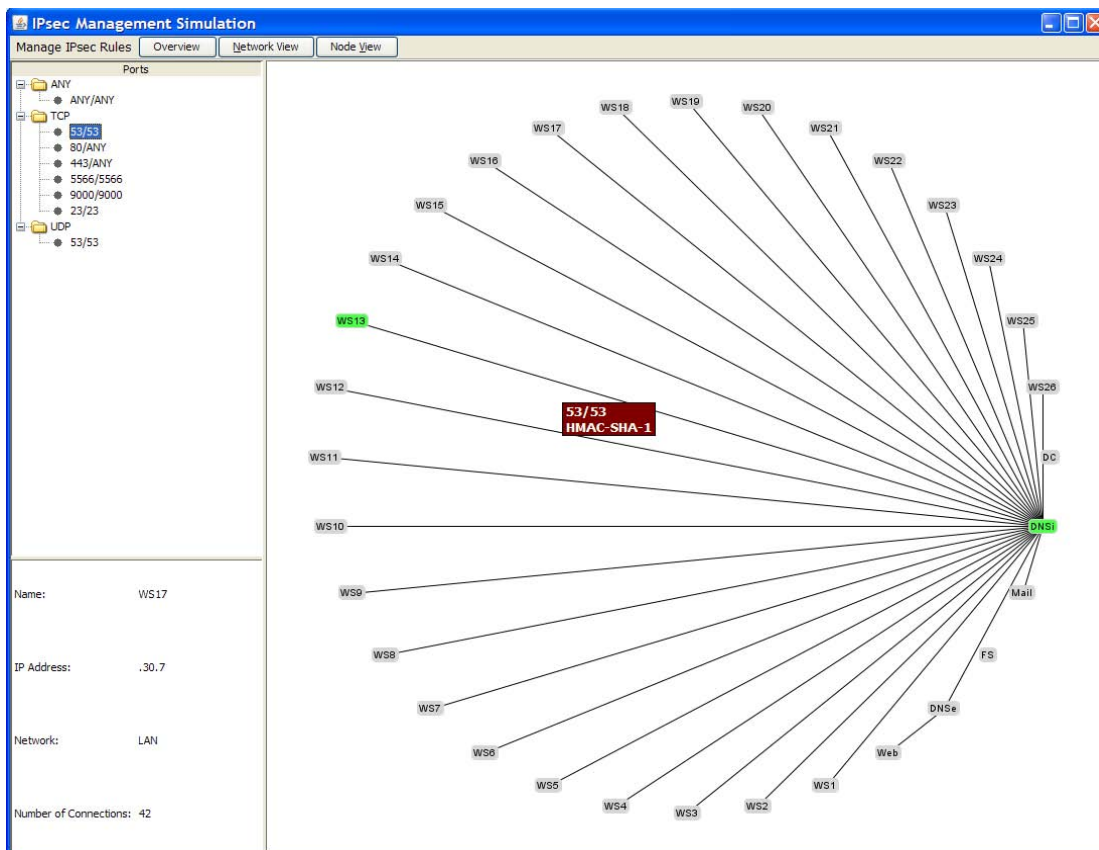 IPsec Management Simulation
Manage IPsec Rules Overview Network View Node View
Ports
ANY
ANY/ANY
TCP
53/53
80/ANY
443/ANY
5566/5566
9000/9000
23/23
UDP
53/53
Name: WS17
IP Address: .30.7
Network: LAN
Number of Connections: 42
WS19
WS18
WS20
WS17
WS21
WS16
WS22
WS15
WS23
WS14
WS24
WS13
WS25
WS12
WS26
53/53
HMAC-SHA-1
WS11
DC
WS10
DNSi
WS9
Mail
WS8
FS
WS7
DNSe
WS6
Web
WS5
WS1
WS4
WS2
WS3